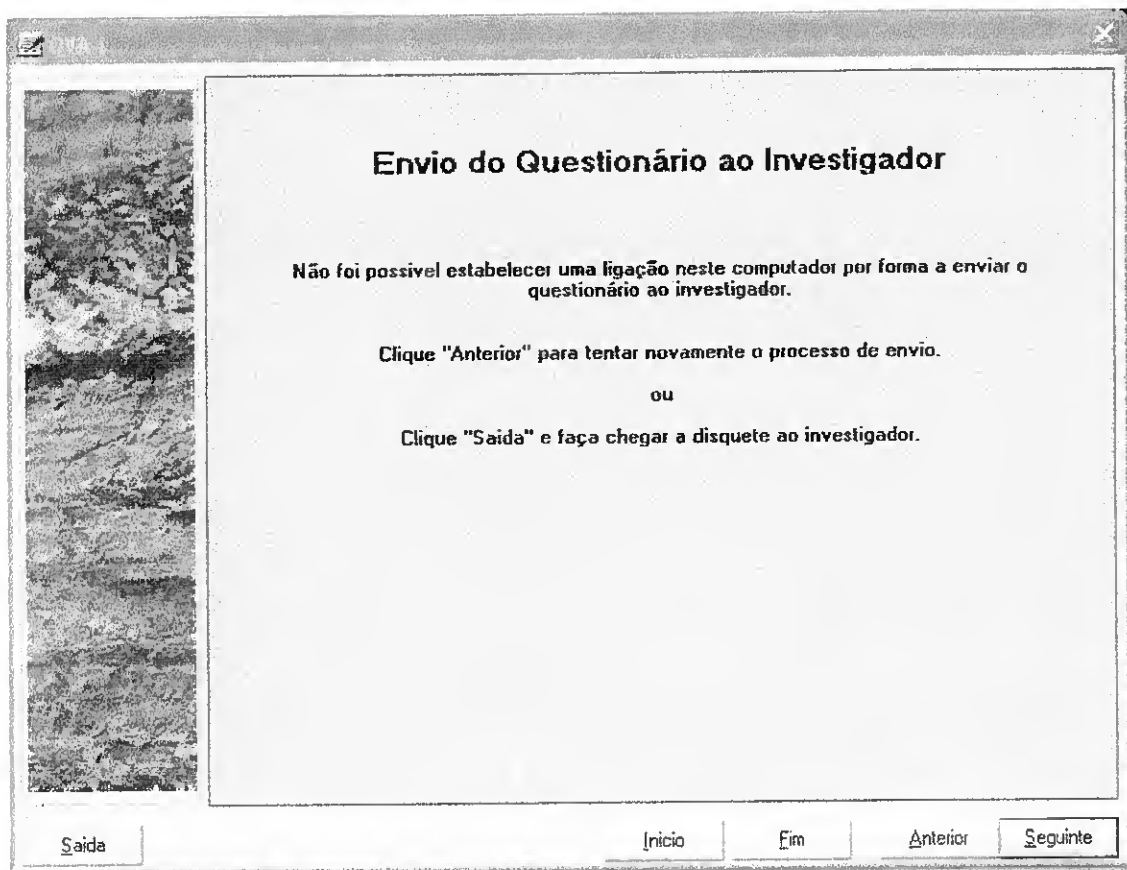 Envio do Questionário ao Investigador
Não foi possivel estabelecer uma ligação neste computador por forma a enviar o
questionário ao investigador.
Clique "Anterior" para tentar novamente o processo de envio.
ou
Clique "Saida" e faça chegar a disquete ao investigador.
Saida
Inicio
Fim
Anterior
Seguinte